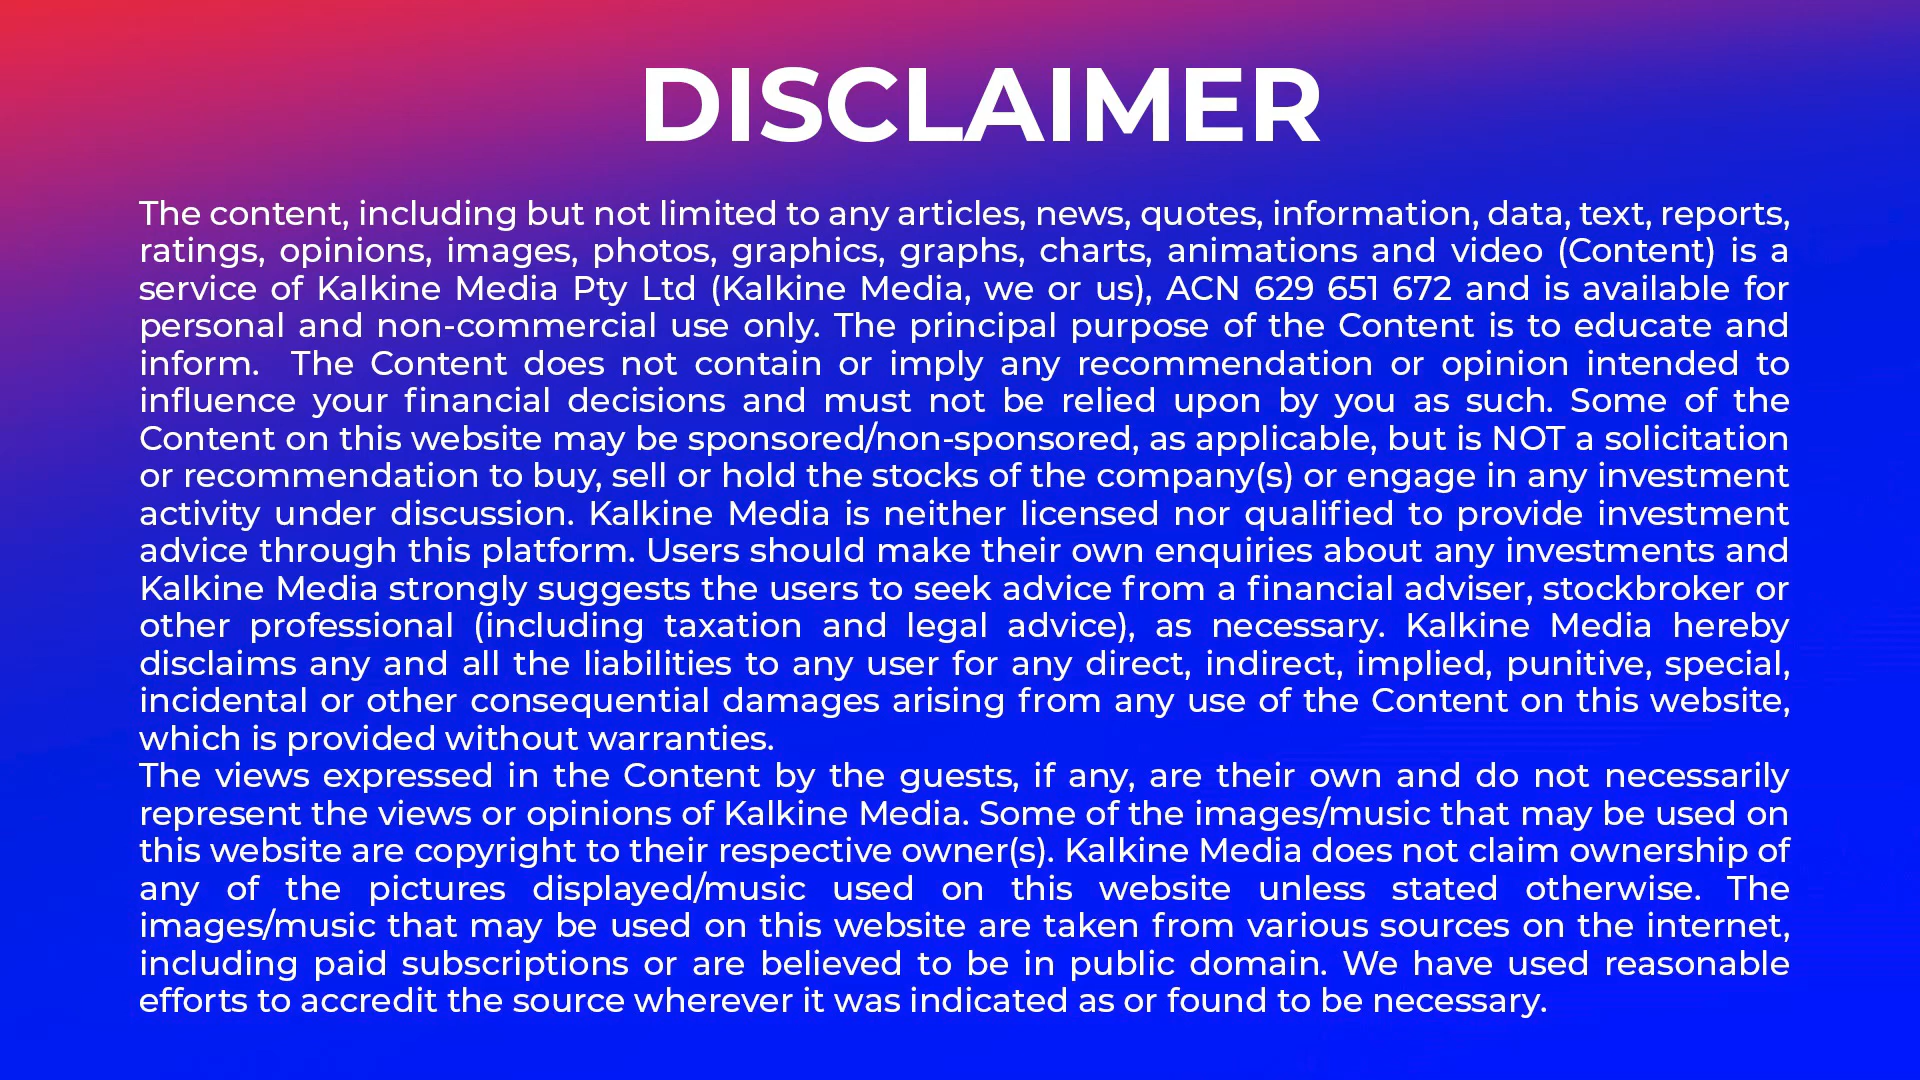 DISCLAIMER
The content, including but not limited to any articles, news, quotes, information, data, text, reports,
ratings, opinions, images, photos, graphics, graphs, charts, animations and video (Content) is a
service of Kalkine Media Pty Ltd (Kalkine Media, we or us), ACN 629 651 672 and is available for
personal and non-commercial use only. The principal purpose of the Content is to educate and
inform.  The Content does not contain or imply any recommendation or opinion intended to
influence your financial decisions and must not be relied upon by you as such. Some of the
Content on this website may be sponsored/non-sponsored, as applicable, but is NOT a solicitation
or recommendation to buy, sell or hold the stocks of the company(s) or engage in any investment
activity under discussion. Kalkine Media is neither licensed nor qualified to provide investment
advice through this platform. Users should make their own enquiries about any investments and
Kalkine Media strongly suggests the users to seek advice from a financial adviser, stockbroker or
other professional (including taxation and legal advice), as necessary. Kalkine Media hereby
disclaims any and all the liabilities to any user for any direct, indirect, implied, punitive, special,
incidental or other consequential damages arising from any use of the Content on this website,
which is provided without warranties.
The views expressed in the Content by the guests, if any, are their own and do not necessarily
represent the views or opinions of Kalkine Media. Some of the images/music that may be used on
this website are copyright to their respective owner(s). Kalkine Media does not claim ownership of
any of the pictures displayed/music used on this website unless stated otherwise. The
images/music that may be used on this website are taken from various sources on the internet,
including paid subscriptions or are believed to be in public domain. We have used reasonable
efforts to accredit the source wherever it was indicated as or found to be necessary.